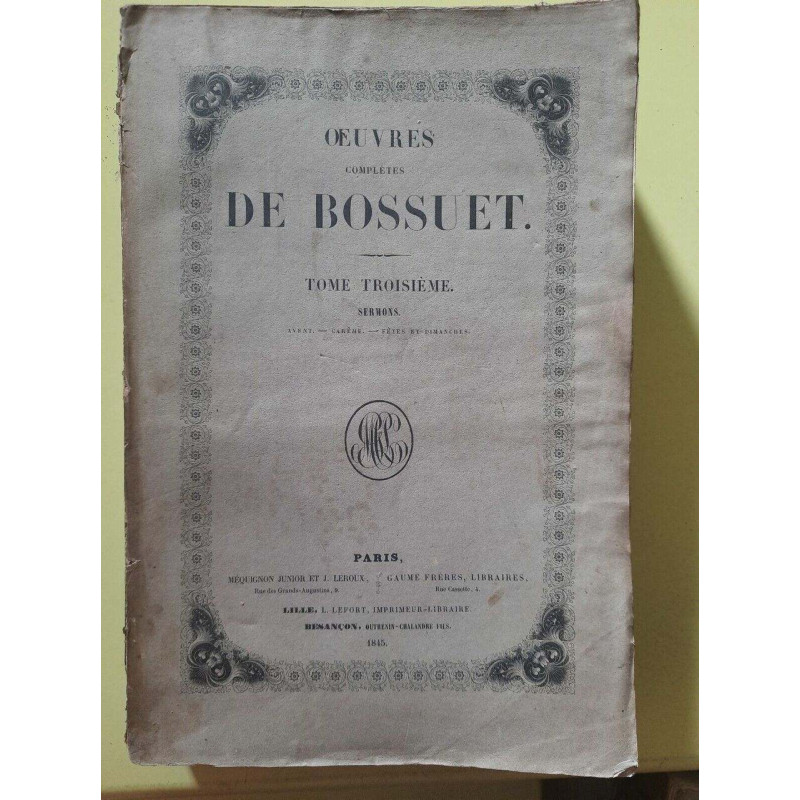 OEUVRES
COMPLÈTES
DE BOSSUET.
TOME TROISIÈME.
SERMONS.
AVENT. — CARÊME. — FÊTES ET DIMANCHES.
PARIS,
MÉQUIGNON JUNIOR ET J. LEROUX, GAUME FRÈRES, LIBRAIRES,
Rue des Grands-Augustins, 9. Rue Cassette, 4.
LILLE. L. LEFORT, IMPRIMEUR-LIBRAIRE.
BESANÇON. OUTHENIN-CHALANDRE FILS.
1845.